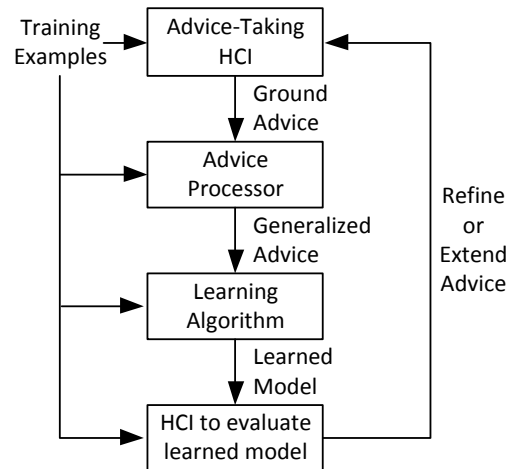 Training
Examples
Advice-Taking
HCI
Ground
Advice
Advice
Processor
Generalized
Advice
Learning
Algorithm
Learned
Model
HCI to evaluate
learned model
Refine
or
Extend
Advice